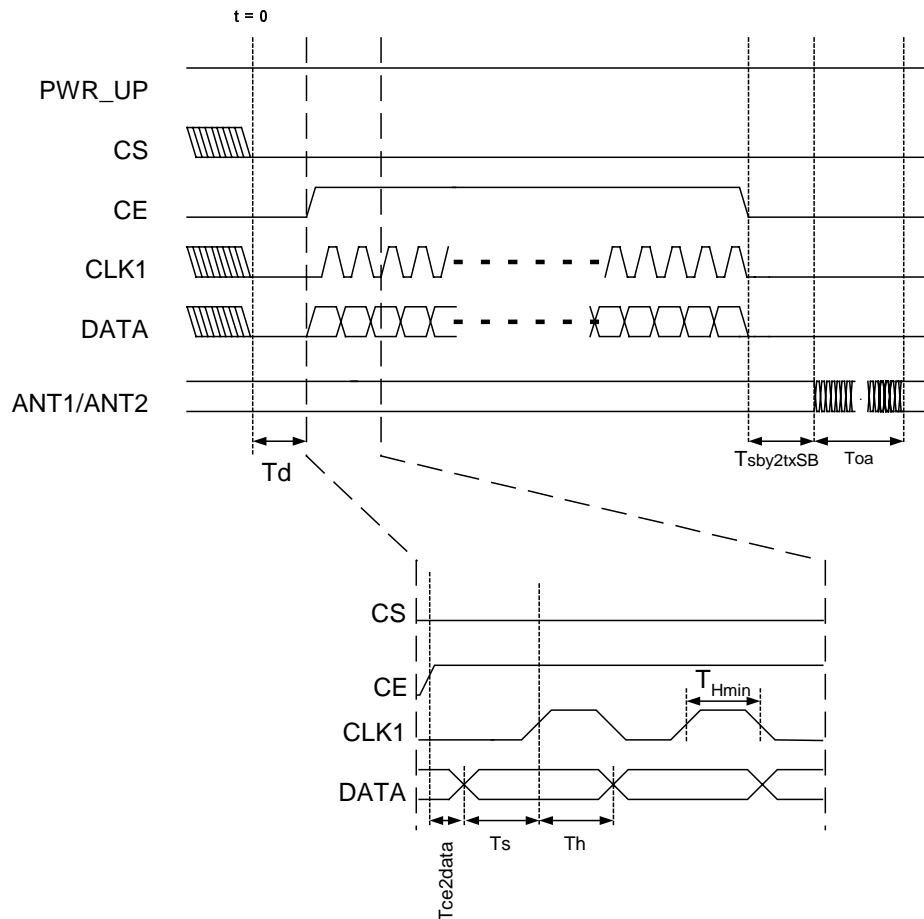 t = 0
PWR_UP
CS
CE
CLK1
DATA
ANT1/ANT2
Td
Tsby2txSB
Toa
CS
CE
THmin
CLK1
DATA
Tce2data
Ts
Th